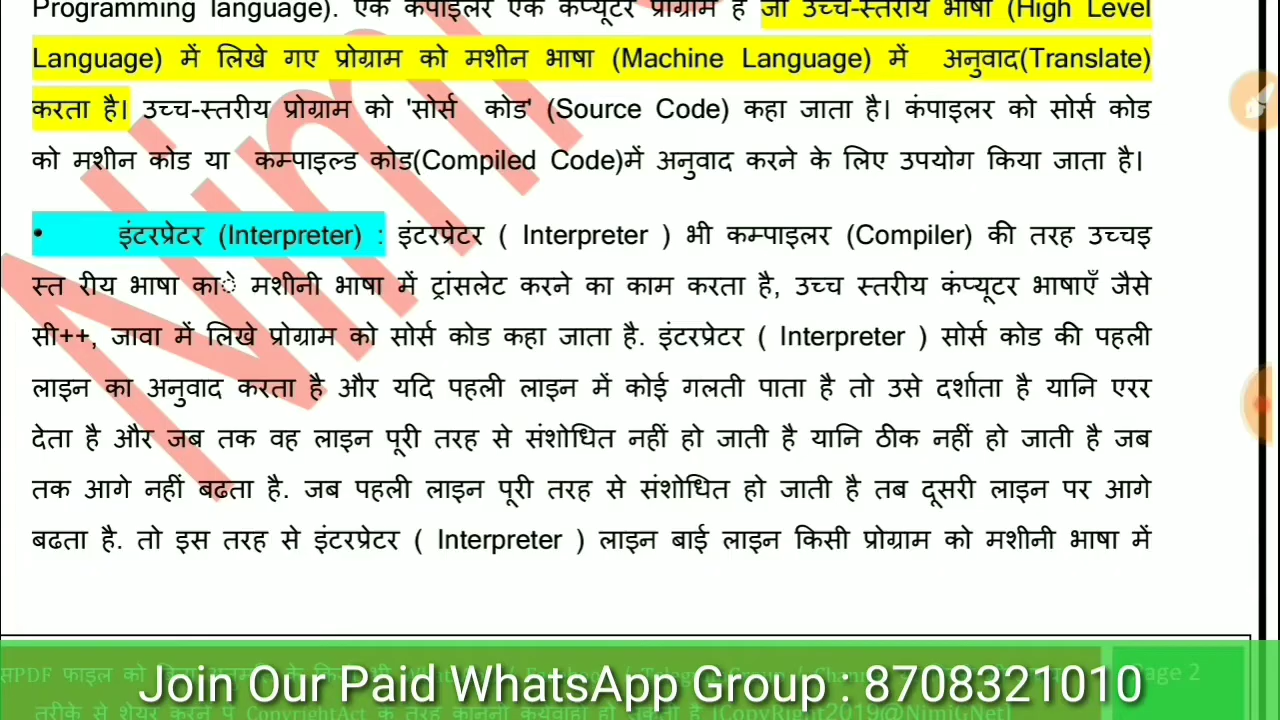 Programming language). एक कंपाइलर एक कंप्यूटर प्रोग्राम है जो उच्च-स्तरीय भाषा (High Level
Language) में लिखे गए प्रोग्राम को मशीन भाषा (Machine Language) में अनुवाद(Translate)
करता है। उच्च-स्तरीय प्रोग्राम को 'सोर्स कोड' (Source Code) कहा जाता है। कंपाइलर को सोर्स कोड
को मशीन कोड या कम्पाइल्ड कोड(Compiled Code)में अनुवाद करने के लिए उपयोग किया जाता है।
• इंटरप्रेटर (Interpreter) : इंटरप्रेटर ( Interpreter ) भी कम्पाइलर (Compiler) की तरह उच्चइ
स्त रीय भाषा काे मशीनी भाषा में ट्रांसलेट करने का काम करता है, उच्च स्तरीय कंप्यूटर भाषाएँ जैसे
सी++, जावा में लिखे प्रोग्राम को सोर्स कोड कहा जाता है. इंटरप्रेटर ( Interpreter ) सोर्स कोड की पहली
लाइन का अनुवाद करता है और यदि पहली लाइन में कोई गलती पाता है तो उसे दर्शाता है यानि एरर
देता है और जब तक वह लाइन पूरी तरह से संशोधित नहीं हो जाती है यानि ठीक नहीं हो जाती है जब
तक आगे नहीं बढता है. जब पहली लाइन पूरी तरह से संशोधित हो जाती है तब दूसरी लाइन पर आगे
बढता है. तो इस तरह से इंटरप्रेटर ( Interpreter ) लाइन बाई लाइन किसी प्रोग्राम को मशीनी भाषा में
Join Our Paid WhatsApp Group : 8708321010